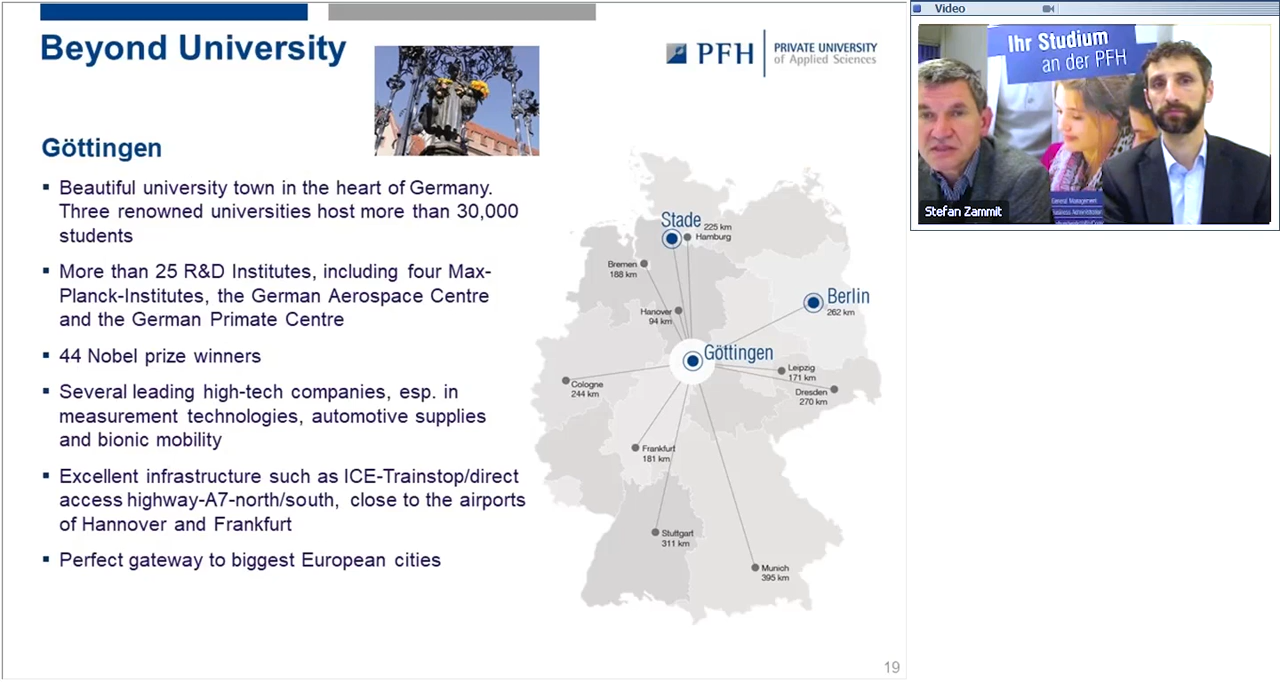 Beyond University
PFH
PRIVATE UNIVERSITY
of Applied Sciences
Göttingen
▪ Beautiful university town in the heart of Germany.
Three renowned universities host more than 30,000
students
▪ More than 25 R&D Institutes, including four Max-
Planck-Institutes, the German Aerospace Centre
and the German Primate Centre
▪ 44 Nobel prize winners
▪ Several leading high-tech companies, esp. in
measurement technologies, automotive supplies
and bionic mobility
▪ Excellent infrastructure such as ICE-Trainstop/direct
access highway-A7-north/south, close to the airports
of Hannover and Frankfurt
▪ Perfect gateway to biggest European cities
Stade
225 km
Hamburg
Bremen
188 km
Hanover
94 km
Berlin
262 km
Göttingen
Leipzig
171 km
Dresden
270 km
Cologne
244 km
Frankfurt
181 km
Stuttgart
311 km
Munich
395 km
19
Video
Ihr Studium
an der PFH
General Management
Business Administration
Stefan Zammit